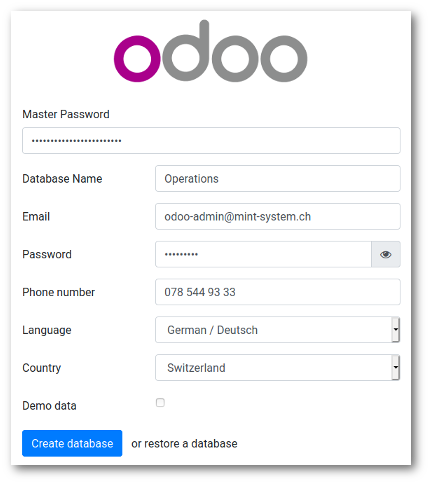 odoo
Master Password
••••••••••••••••••••••••
Database Name Operations
Email odoo-admin@mint-system.ch
Password •••••••••
Phone number 078 544 93 33
Language German / Deutsch
Country Switzerland
Demo data
Create database or restore a database